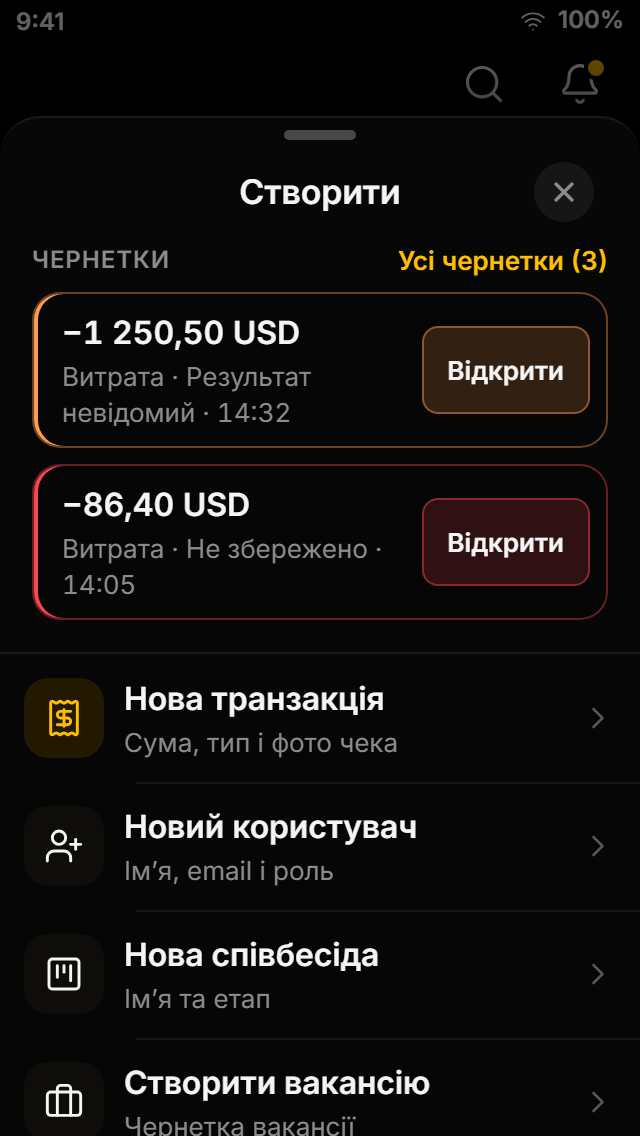 9:41
100%
Створити
ЧЕРНЕТКИ
Усі чернетки (3)
−1 250,50 USD
Витрата · Результат
невідомий · 14:32
Відкрити
−86,40 USD
Витрата · Не збережено ·
14:05
Відкрити
Нова транзакція
Сума, тип і фото чека
Новий користувач
Ім’я, email і роль
Нова співбесіда
Ім’я та етап
Створити вакансію
Чернетка вакансії